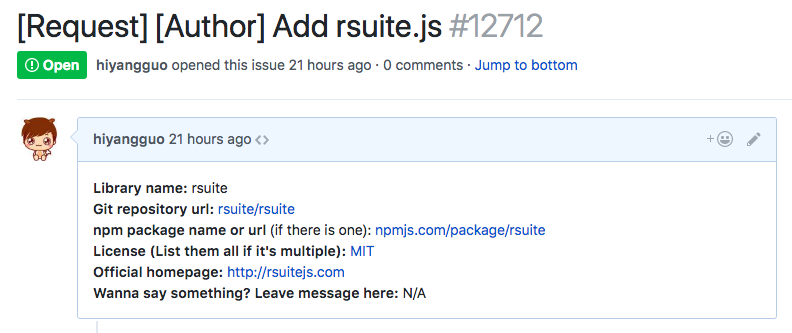 [Request] [Author] Add rsuite.js #12712
Open hiyangguo opened this issue 21 hours ago · 0 comments · Jump to bottom
hiyangguo 21 hours ago
Library name: rsuite
Git repository url: rsuite/rsuite
npm package name or url (if there is one): npmjs.com/package/rsuite
License (List them all if it's multiple): MIT
Official homepage: http://rsuitejs.com
Wanna say something? Leave message here: N/A